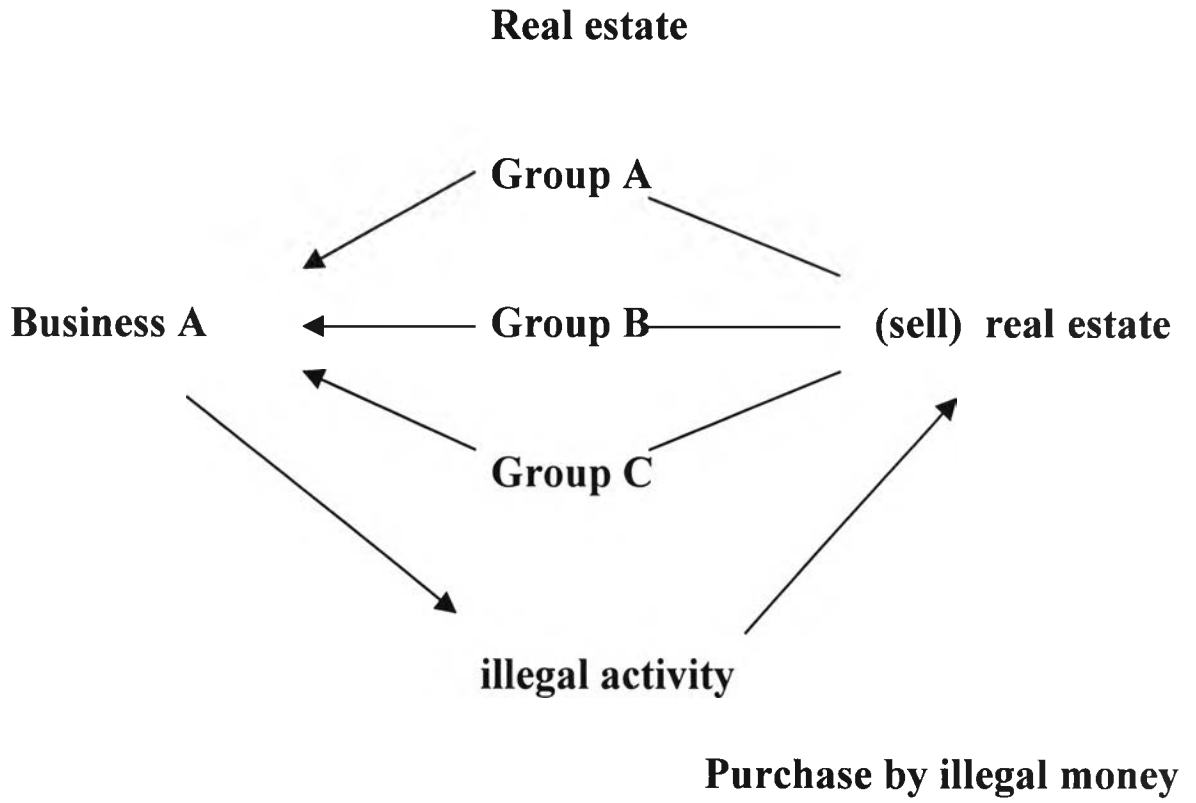 Real estate
Group A
Business A
Group B
(sell) real estate
Group C
illegal activity
Purchase by illegal money